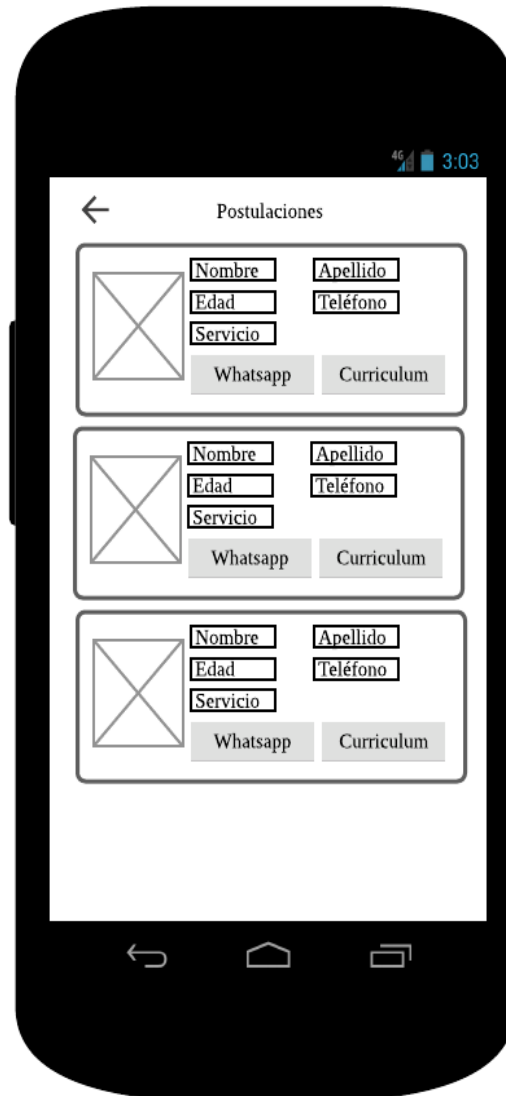 4G 3:03
Postulaciones
Nombre Apellido
Edad Teléfono
Servicio
Whatsapp Curriculum
Nombre Apellido
Edad Teléfono
Servicio
Whatsapp Curriculum
Nombre Apellido
Edad Teléfono
Servicio
Whatsapp Curriculum